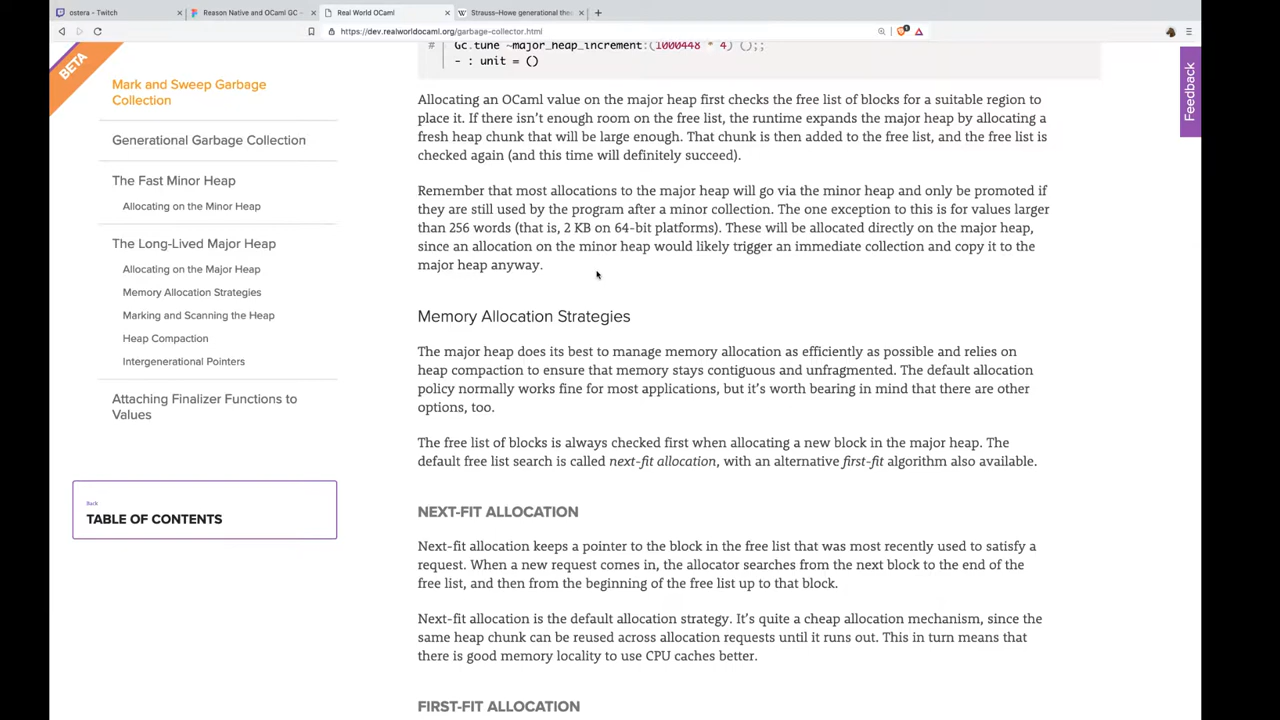 ostera - Twitch
Reason Native and OCaml GC -
Real World OCaml
Strauss–Howe generational the
https://dev.realworldocaml.org/garbage-collector.html
BETA
Feedback
Mark and Sweep Garbage
Collection
Generational Garbage Collection
The Fast Minor Heap
Allocating on the Minor Heap
The Long-Lived Major Heap
Allocating on the Major Heap
Memory Allocation Strategies
Marking and Scanning the Heap
Heap Compaction
Intergenerational Pointers
Attaching Finalizer Functions to
Values
Back
TABLE OF CONTENTS
# Gc.tune ~major_heap_increment:(1000448 * 4) ();;
- : unit = ()
Allocating an OCaml value on the major heap first checks the free list of blocks for a suitable region to
place it. If there isn't enough room on the free list, the runtime expands the major heap by allocating a
fresh heap chunk that will be large enough. That chunk is then added to the free list, and the free list is
checked again (and this time will definitely succeed).
Remember that most allocations to the major heap will go via the minor heap and only be promoted if
they are still used by the program after a minor collection. The one exception to this is for values larger
than 256 words (that is, 2 KB on 64-bit platforms). These will be allocated directly on the major heap,
since an allocation on the minor heap would likely trigger an immediate collection and copy it to the
major heap anyway.
Memory Allocation Strategies
The major heap does its best to manage memory allocation as efficiently as possible and relies on
heap compaction to ensure that memory stays contiguous and unfragmented. The default allocation
policy normally works fine for most applications, but it's worth bearing in mind that there are other
options, too.
The free list of blocks is always checked first when allocating a new block in the major heap. The
default free list search is called next-fit allocation, with an alternative first-fit algorithm also available.
NEXT-FIT ALLOCATION
Next-fit allocation keeps a pointer to the block in the free list that was most recently used to satisfy a
request. When a new request comes in, the allocator searches from the next block to the end of the
free list, and then from the beginning of the free list up to that block.
Next-fit allocation is the default allocation strategy. It's quite a cheap allocation mechanism, since the
same heap chunk can be reused across allocation requests until it runs out. This in turn means that
there is good memory locality to use CPU caches better.
FIRST-FIT ALLOCATION